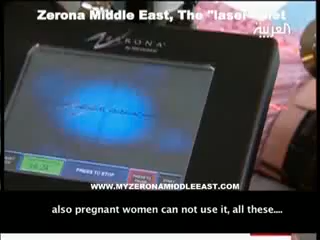 Zerona Middle East, The "laser" diet
العربية
ZERONA
PRESS TO STOP
WWW.MYZERONAMIDDLEEAST.COM
also pregnant women can not use it, all these....